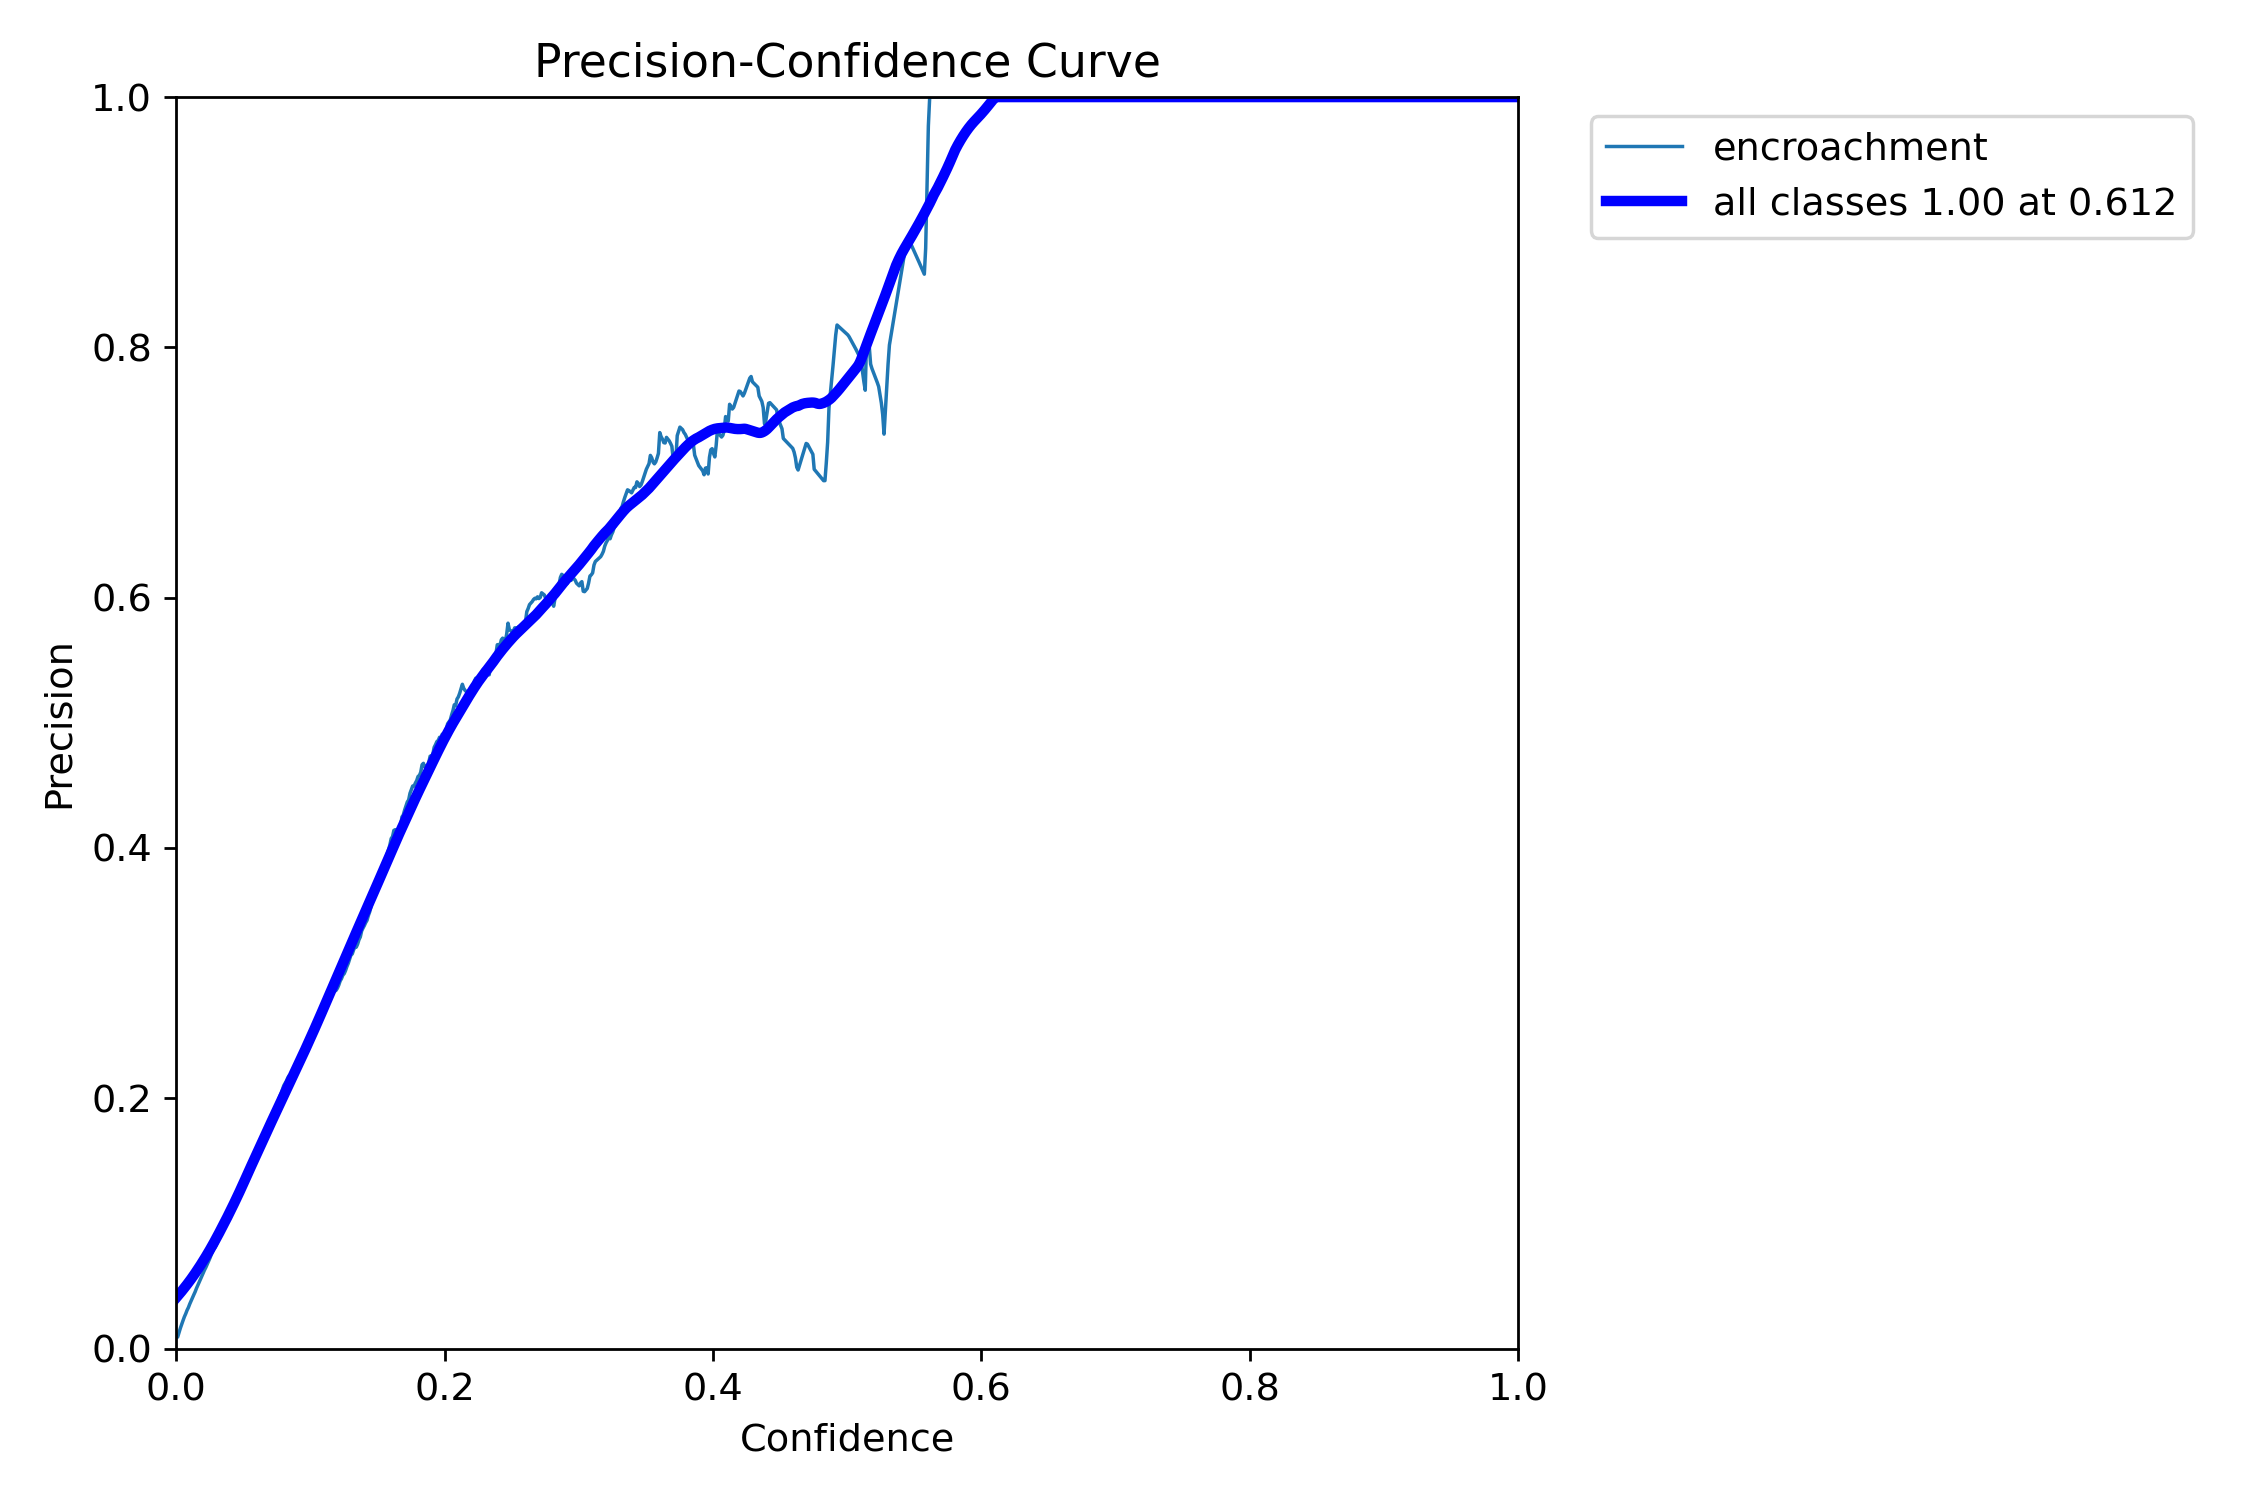 Precision-Confidence Curve
1.0
0.8
0.6
0.4
0.2
0.0
Precision
0.0 0.2 0.4 0.6 0.8 1.0
Confidence
encroachment
all classes 1.00 at 0.612